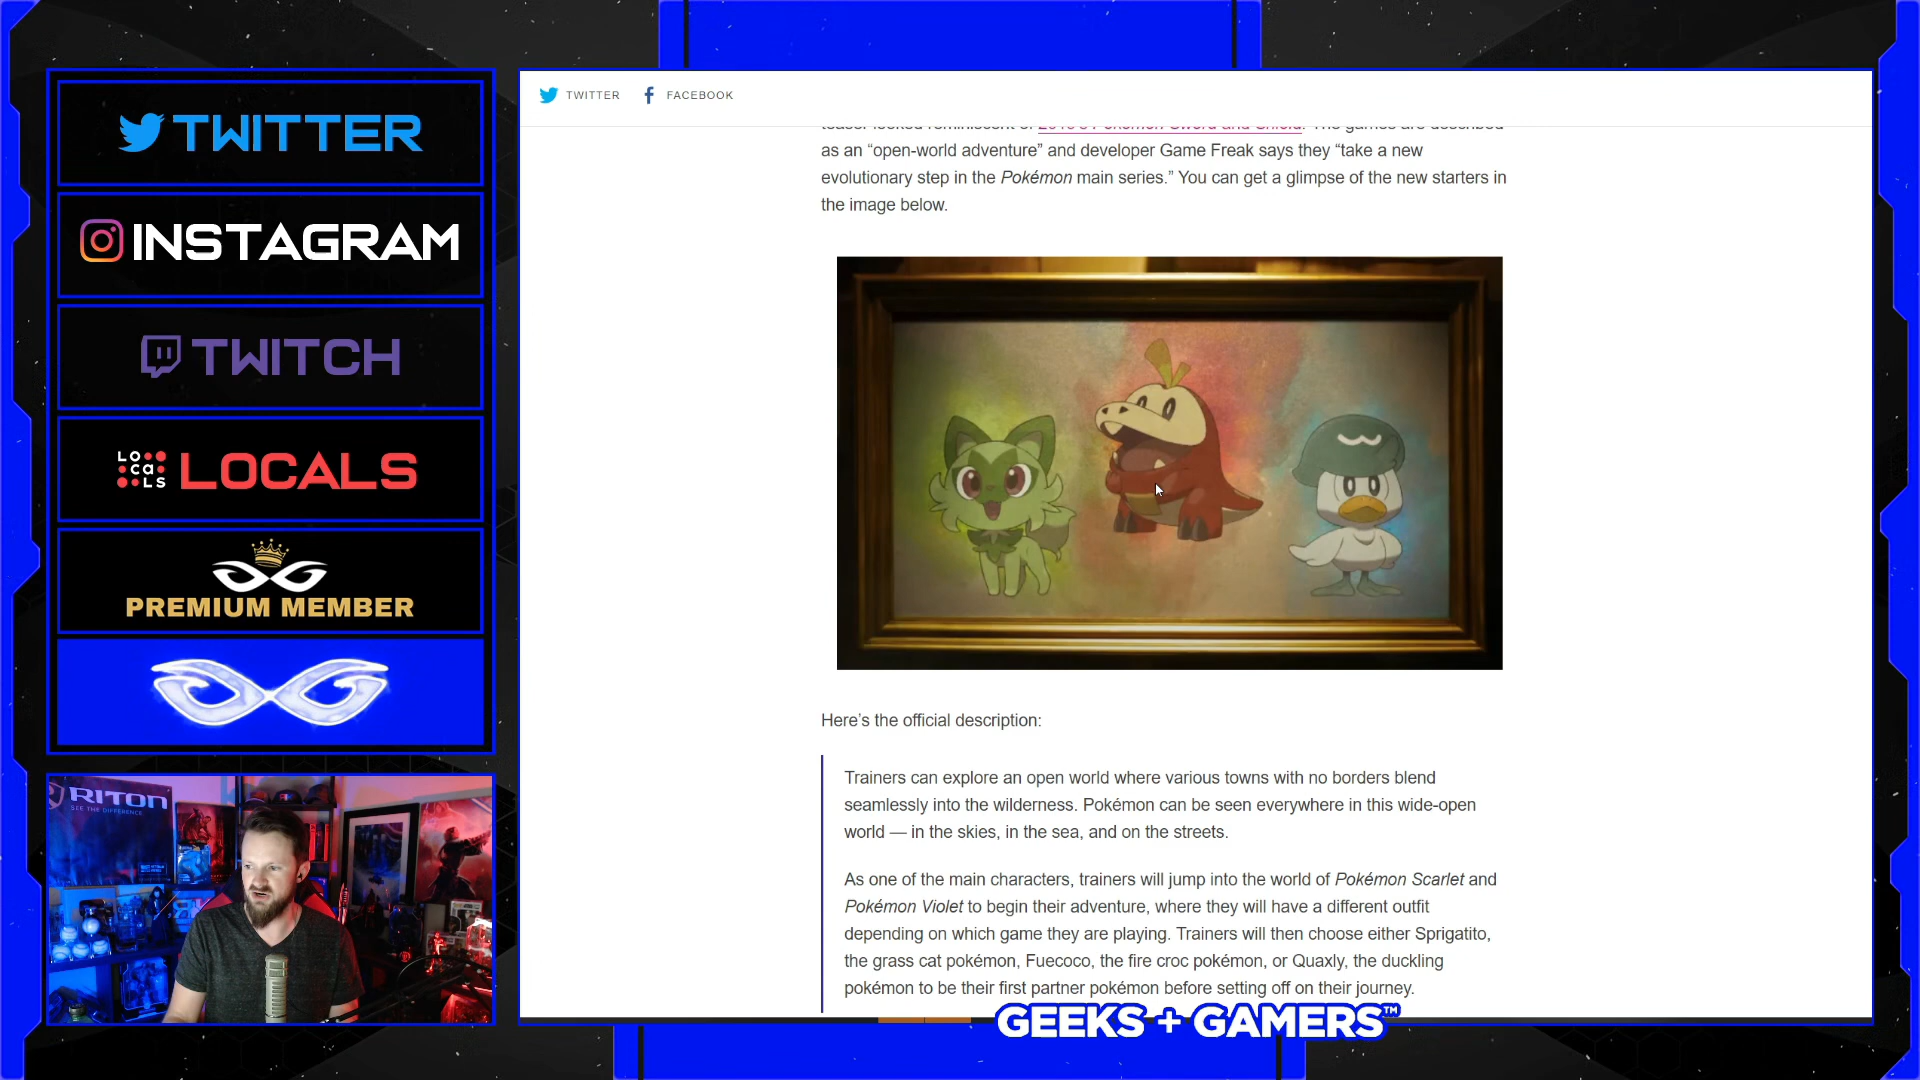 TWITTER
INSTAGRAM
TWITCH
LOCALS
LOCALS
PREMIUM MEMBER
RITON
SEE THE DIFFERENCE
TWITTER FACEBOOK
teaser looked reminiscent of 2019's Pokémon Sword and Shield. The games are described
as an “open-world adventure” and developer Game Freak says they “take a new
evolutionary step in the Pokémon main series.” You can get a glimpse of the new starters in
the image below.
Here’s the official description:
Trainers can explore an open world where various towns with no borders blend
seamlessly into the wilderness. Pokémon can be seen everywhere in this wide-open
world — in the skies, in the sea, and on the streets.
As one of the main characters, trainers will jump into the world of Pokémon Scarlet and
Pokémon Violet to begin their adventure, where they will have a different outfit
depending on which game they are playing. Trainers will then choose either Sprigatito,
the grass cat pokémon, Fuecoco, the fire croc pokémon, or Quaxly, the duckling
pokémon to be their first partner pokémon before setting off on their journey.
GEEKS + GAMERS™